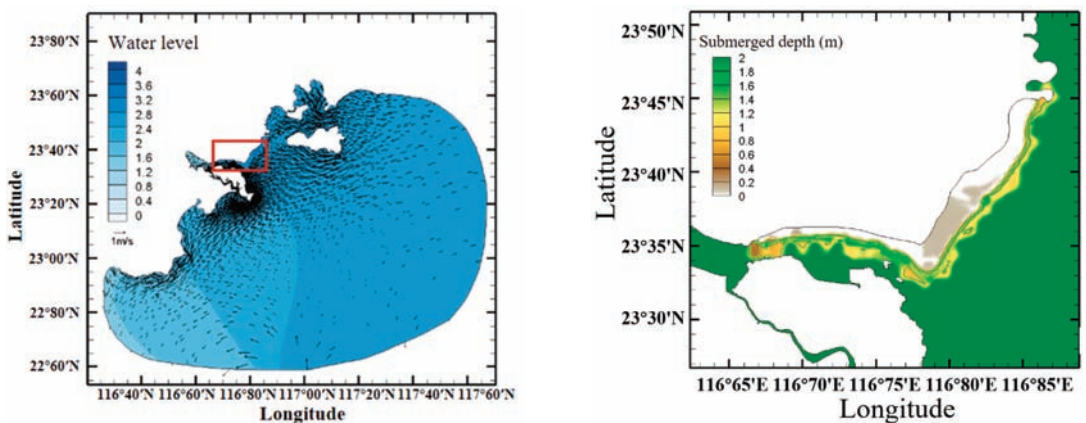 23°80'N
23°60'N
23°40'N
23°20'N
23°00'N
22°80'N
22°60'N
Latitude
Water level
4
3.6
3.2
2.8
2.4
2
1.6
1.2
0.8
0.4
0
1m/s
116°40'N 116°60'N 116°80'N 117°00'N 117°20'N 117°40'N 117°60'N
Longitude
23°50'N
23°45'N
23°40'N
23°35'N
23°30'N
Latitude
Submerged depth (m)
2
1.8
1.6
1.4
1.2
1
0.8
0.6
0.4
0.2
0
116°65'E 116°70'E 116°75'E 116°80'E 116°85'E
Longitude